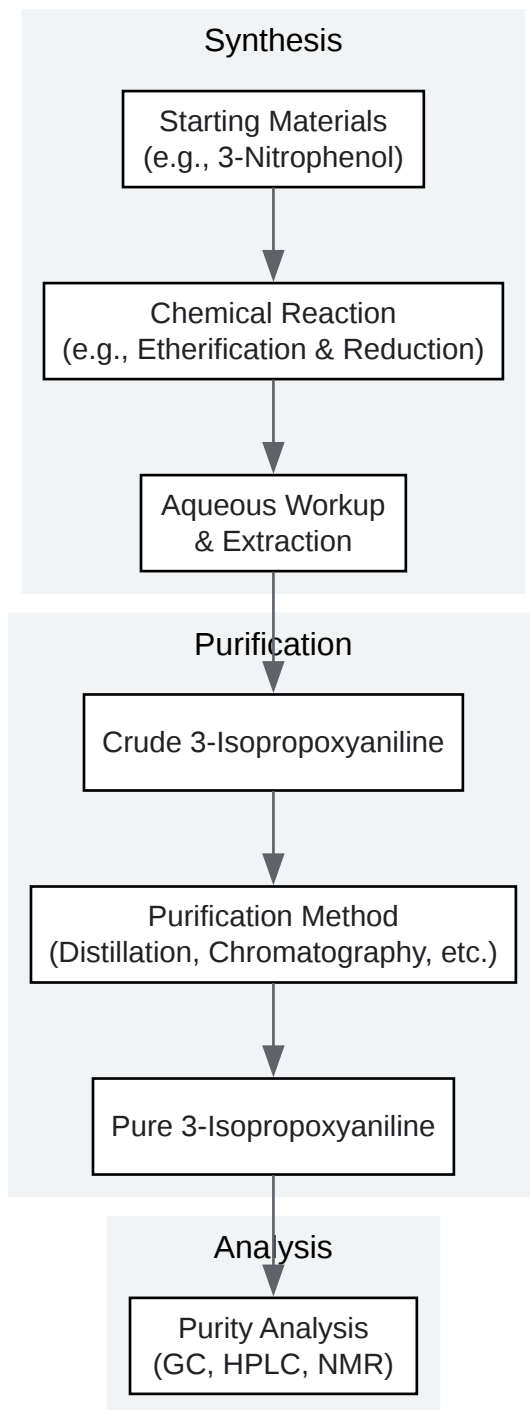 Synthesis
Starting Materials
(e.g., 3-Nitrophenol)
Chemical Reaction
(e.g., Etherification & Reduction)
Aqueous Workup
& Extraction
Purification
Crude 3-Isopropoxyaniline
Purification Method
(Distillation, Chromatography, etc.)
Pure 3-Isopropoxyaniline
Analysis
Purity Analysis
(GC, HPLC, NMR)